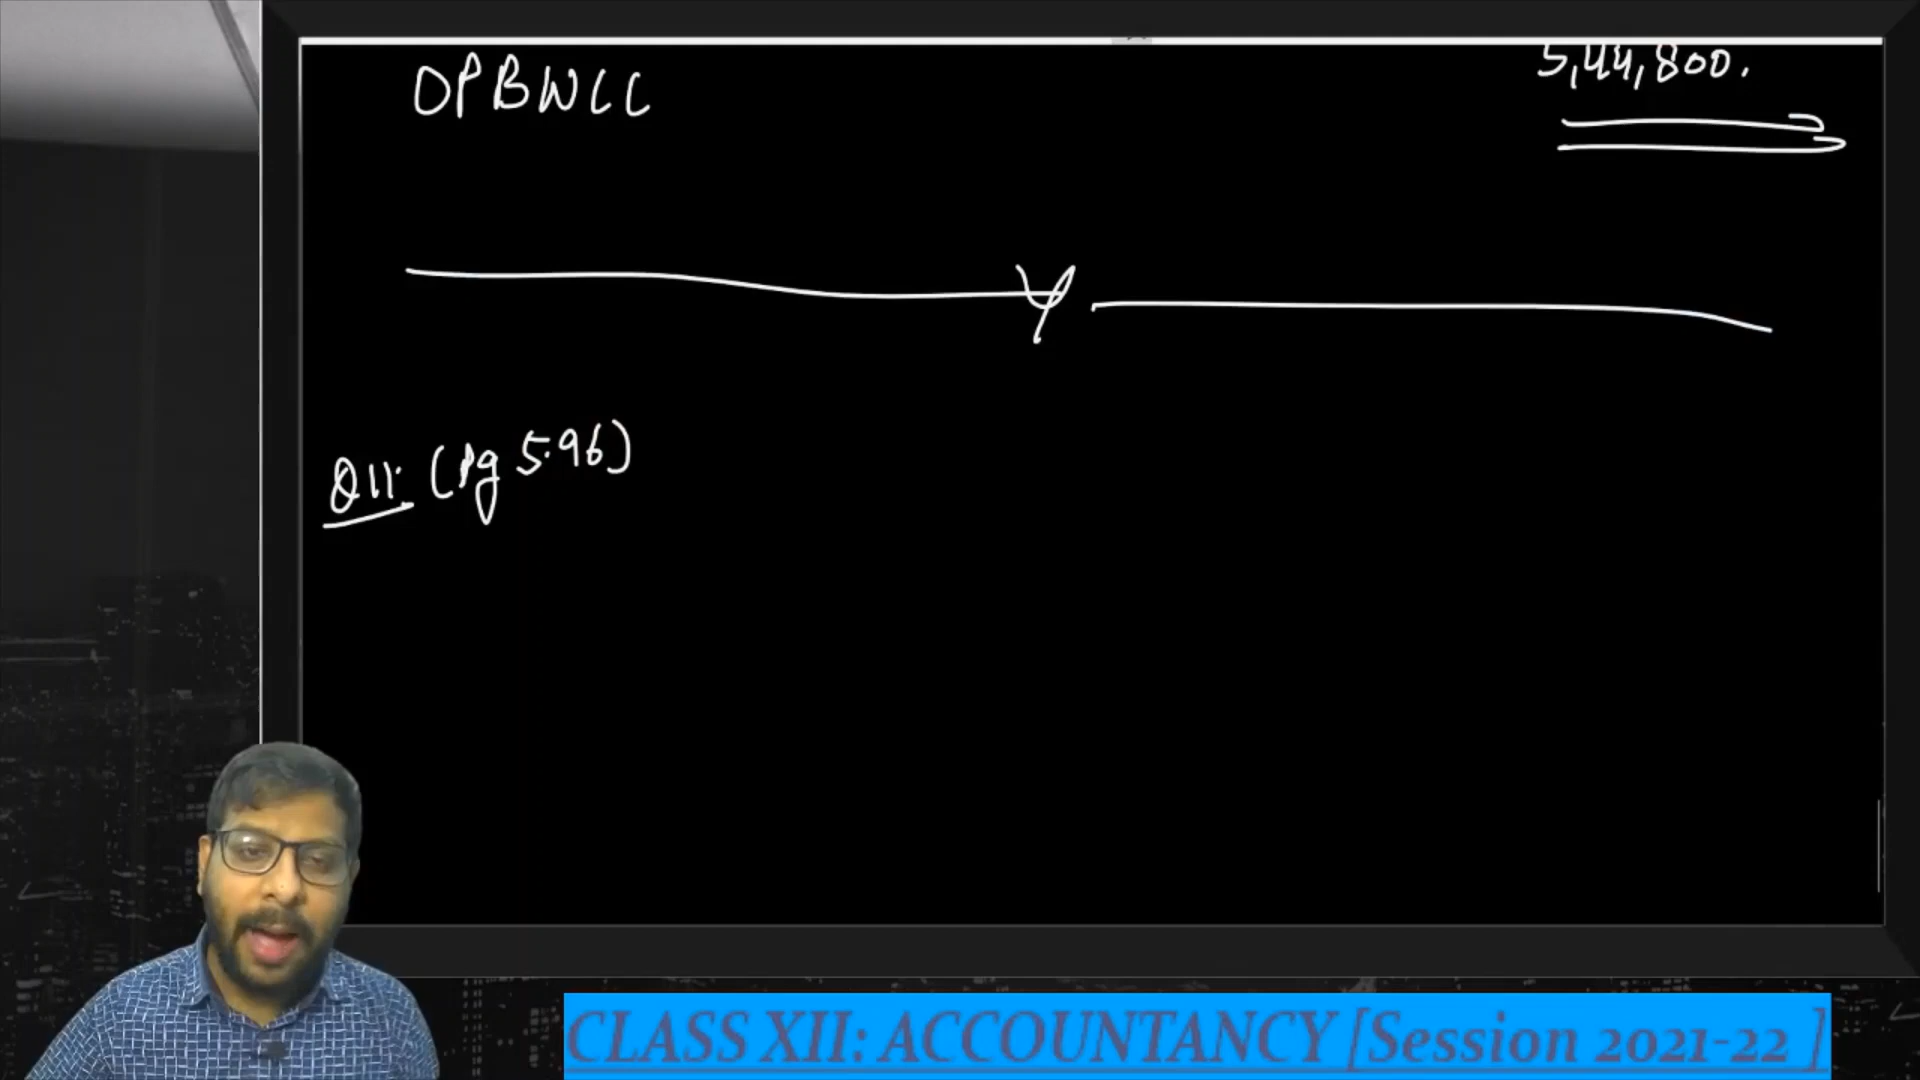 OPBWCC
5,44,800.
Q11. (Pg 5.96)
CLASS XII: ACCOUNTANCY [Session 2021-22 ]